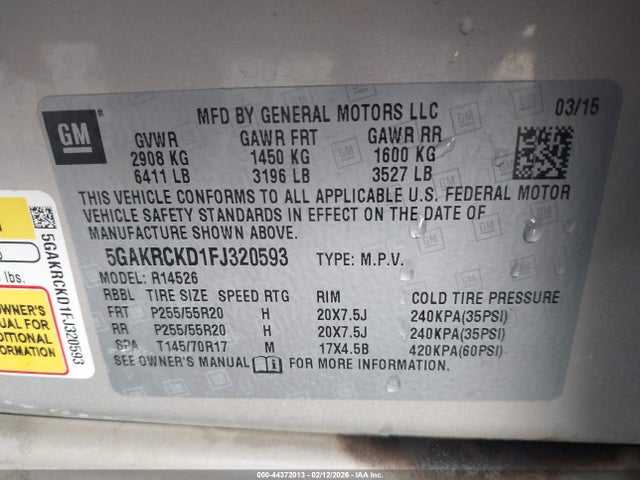 GM ®
MFD BY GENERAL MOTORS LLC 03/15
GVWR GAWR FRT GAWR RR
2908 KG 1450 KG 1600 KG
6411 LB 3196 LB 3527 LB
THIS VEHICLE CONFORMS TO ALL APPLICABLE U.S. FEDERAL MOTOR
VEHICLE SAFETY STANDARDS IN EFFECT ON THE DATE OF
MANUFACTURE SHOWN ABOVE.
5GAKRCKD1FJ320593 TYPE: M.P.V.
MODEL: R14526
RBBL TIRE SIZE SPEED RTG RIM COLD TIRE PRESSURE
FRT P255/55R20 H 20X7.5J 240KPA(35PSI)
RR P255/55R20 H 20X7.5J 240KPA(35PSI)
SPA T145/70R17 M 17X4.5B 420KPA(60PSI)
SEE OWNER'S MANUAL FOR MORE INFORMATION.
5GAKRCKD1FJ320593
lbs.
OWNER'S
MANUAL FOR
DITIONAL
ORMATION
000-44372013 - 02/12/2026 - IAAI.CA